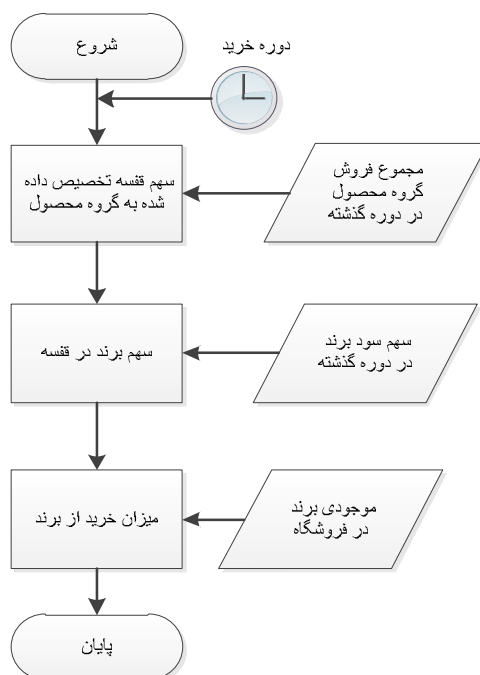 شروع
دوره خرید
سهم قفسه تخصیص داده
شده به گروه محصول
مجموع فروش
گروه محصول
در دوره گذشته
سهم برند در قفسه
سهم سود برند
در دوره گذشته
میزان خرید از برند
موجودی برند
در فروشگاه
پایان